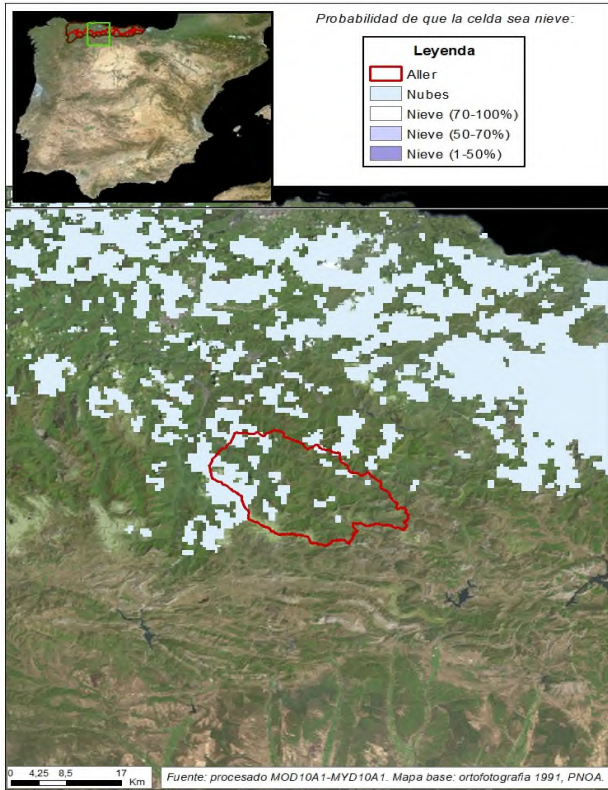 Probabilidad de que la celda sea nieve:
Leyenda
Aller
Nubes
Nieve (70-100%)
Nieve (50-70%)
Nieve (1-50%)
0 4,25 8,5 17
Km
Fuente: procesado MOD10A1-MYD10A1. Mapa base: ortofotografia 1991, PNOA.